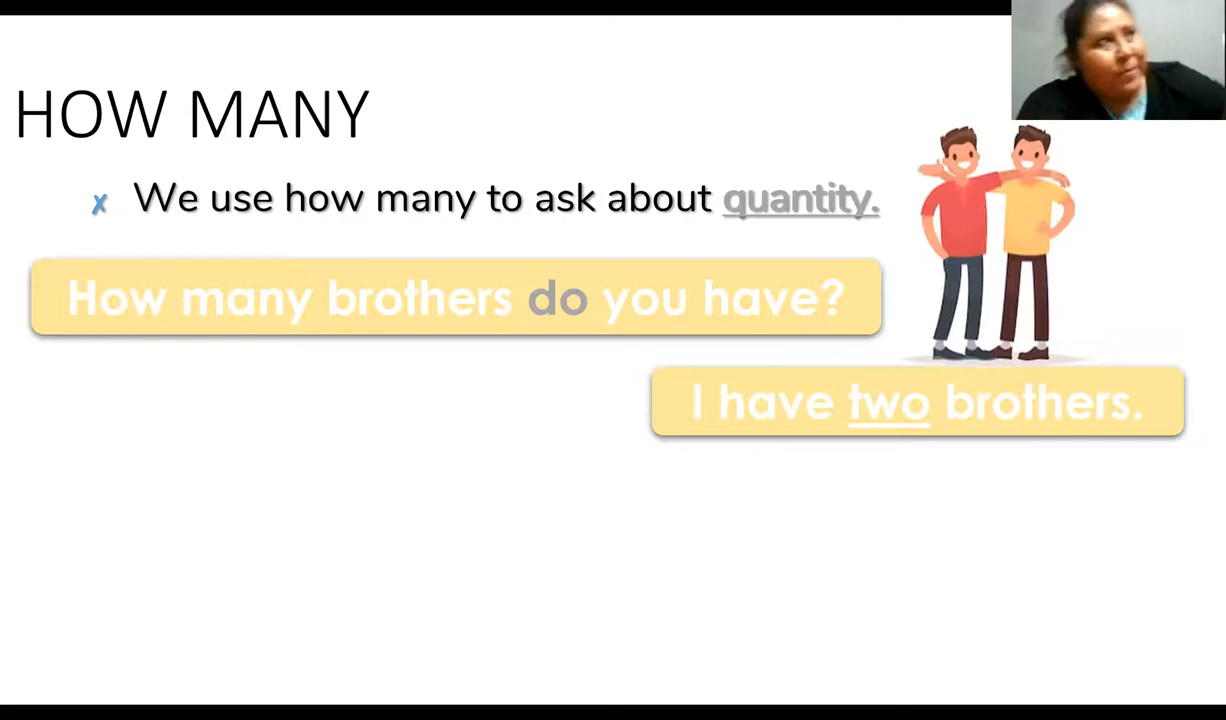 HOW MANY
We use how many to ask about quantity.
How many brothers do you have?
I have two brothers.